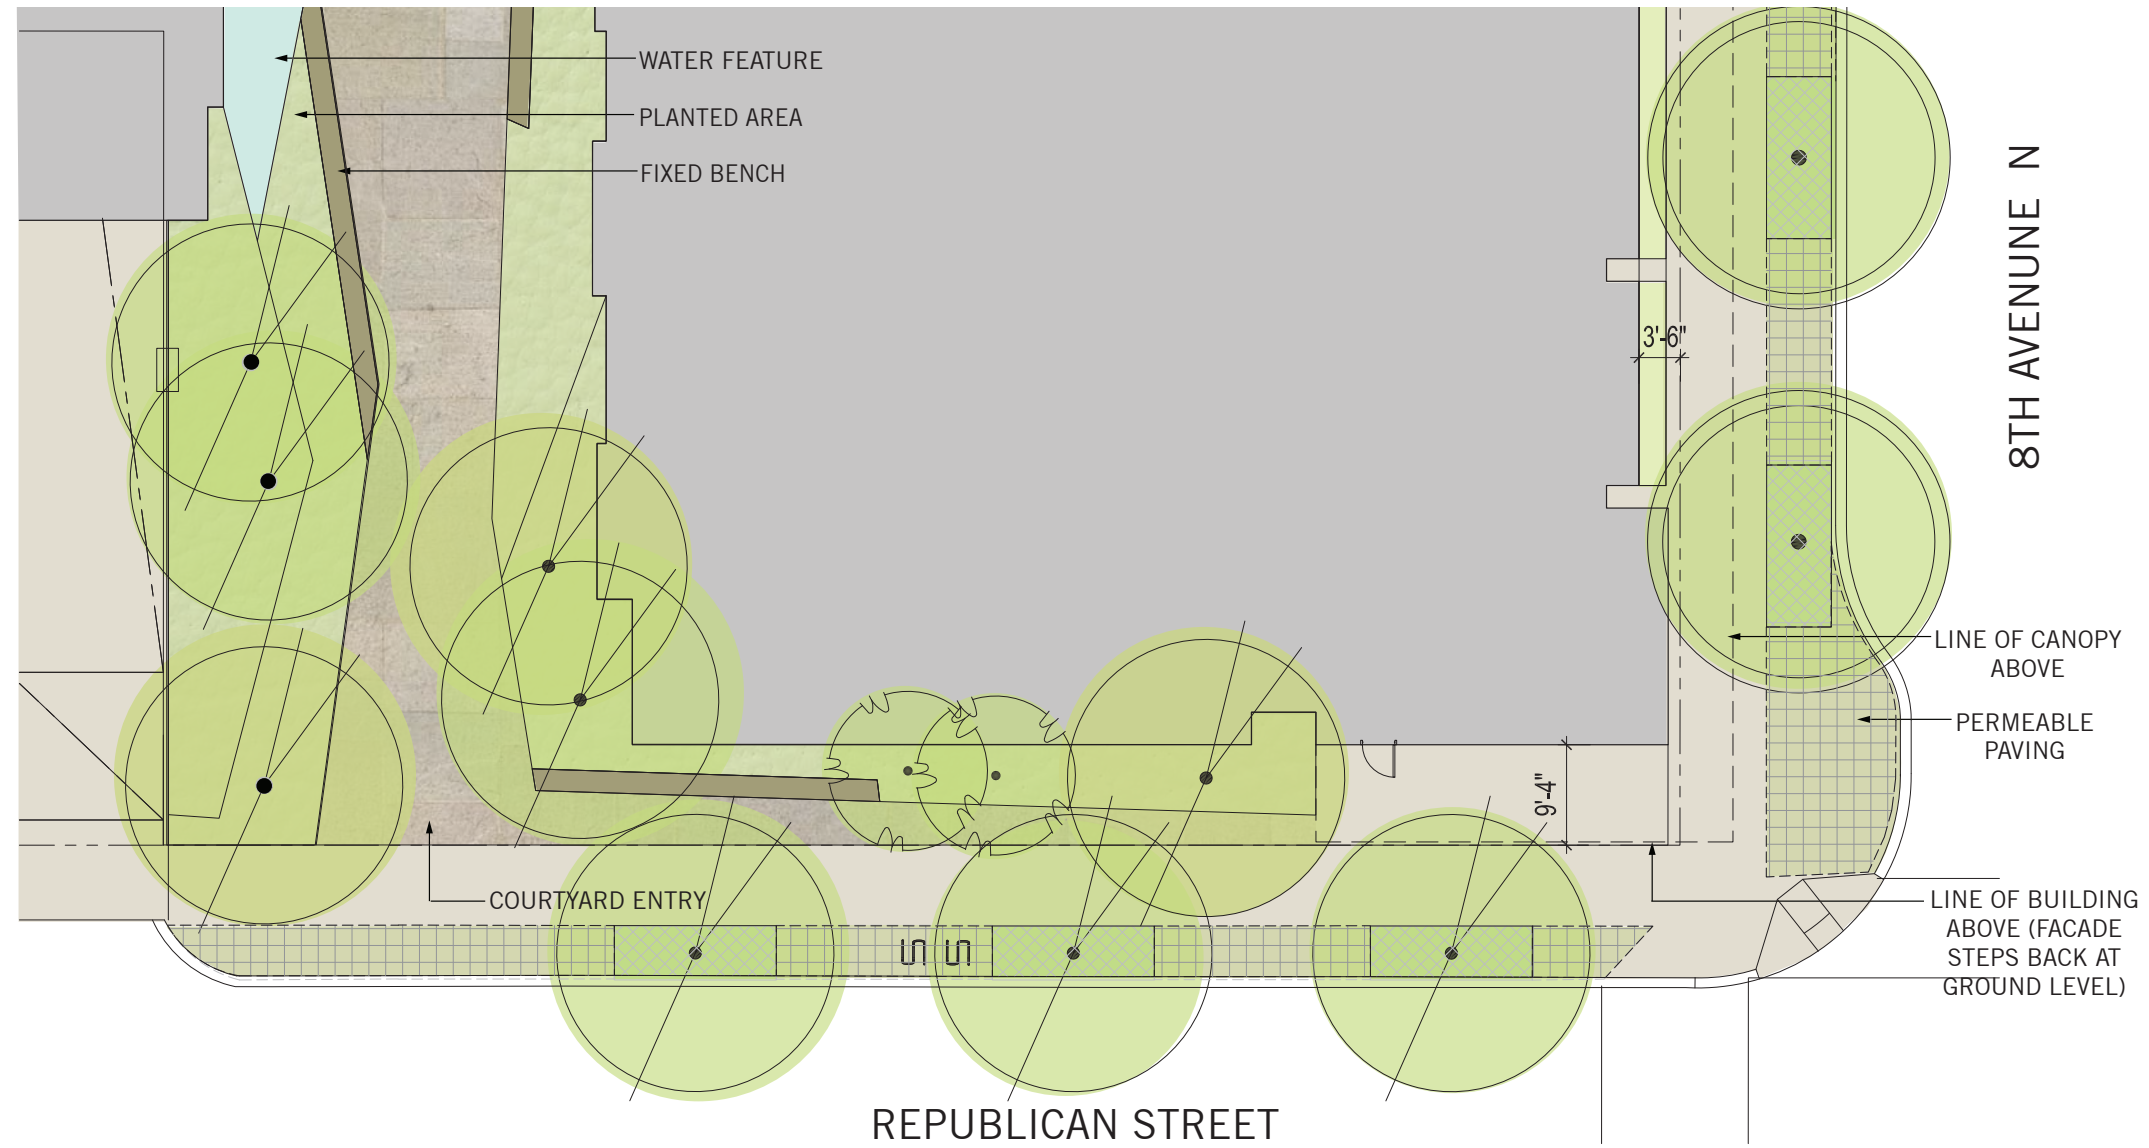 WATER FEATURE
PLANTED AREA
FIXED BENCH
8TH AVENUNE N
3'-6"
LINE OF CANOPY
ABOVE
PERMEABLE
PAVING
9'-4"
COURTYARD ENTRY
LINE OF BUILDING
ABOVE (FACADE
STEPS BACK AT
GROUND LEVEL)
REPUBLICAN STREET